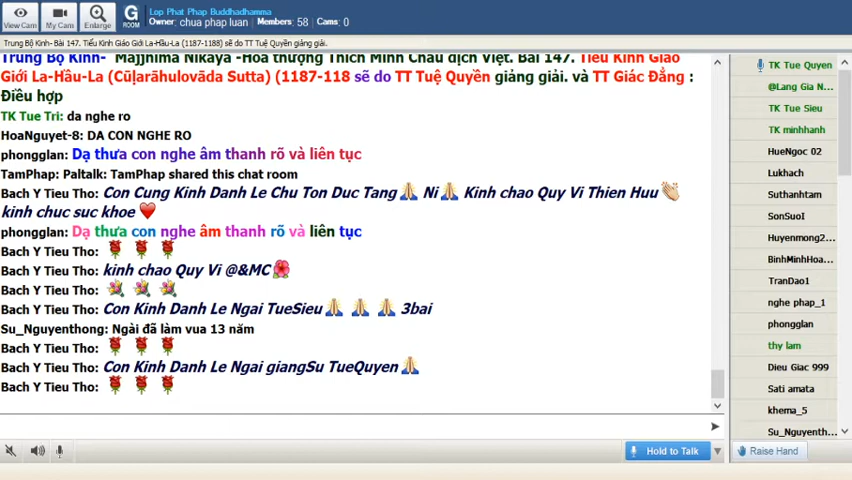 View Cam
My Cam
Enlarge
G
ROOM
Lop Phat Phap Buddhadhamma
Owner: chua phap luan Members: 58 Cams: 0
Trung Bộ Kinh- Bài 147. Tiểu Kinh Giáo Giới La-Hầu-La (1187-1188) sẽ do TT Tuệ Quyền giảng giải.
Trung Bộ Kinh- Majjhima Nikaya -Hòa thượng Thích Minh Châu dịch Việt. Bài 147. Tiểu Kinh Giáo
Giới La-Hầu-La (Cūḷarāhulovāda Sutta) (1187-118 sẽ do TT Tuệ Quyền giảng giải. và TT Giác Đẳng :
Điều hợp
TK Tue Tri: da nghe ro
HoaNguyet-8: DA CON NGHE RO
phongglan: Dạ thưa con nghe âm thanh rõ và liên tục
TamPhap: Paltalk: TamPhap shared this chat room
Bach Y Tieu Tho: Con Cung Kinh Danh Le Chu Ton Duc Tang 🙏 Ni 🙏 Kinh chao Quy Vi Thien Huu 👏
kinh chuc suc khoe ❤️
phongglan: Dạ thưa con nghe âm thanh rõ và liên tục
Bach Y Tieu Tho: 🌹 🌹 🌹
Bach Y Tieu Tho: kinh chao Quy Vi @&MC 🌺
Bach Y Tieu Tho: 💐 💐 💐
Bach Y Tieu Tho: Con Kinh Danh Le Ngai TueSieu 🙏 🙏 🙏 3bai
Su_Nguyenthong: Ngài đã làm vua 13 năm
Bach Y Tieu Tho: 🌹 🌹 🌹
Bach Y Tieu Tho: Con Kinh Danh Le Ngai giangSu TueQuyen 🙏
Bach Y Tieu Tho: 🌹 🌹 🌹
TK Tue Quyen
@Lang Gia N...
TK Tue Sieu
TK minhhanh
HueNgoc 02
Lukhach
Suthanhtam
SonSuoI
Huyenmong2...
BinhMinhHoa...
TranDao1
nghe phap_1
phongglan
thy lam
Dieu Giac 999
Sati amata
khema_5
Su_Nguyenth...
Hold to Talk
Raise Hand